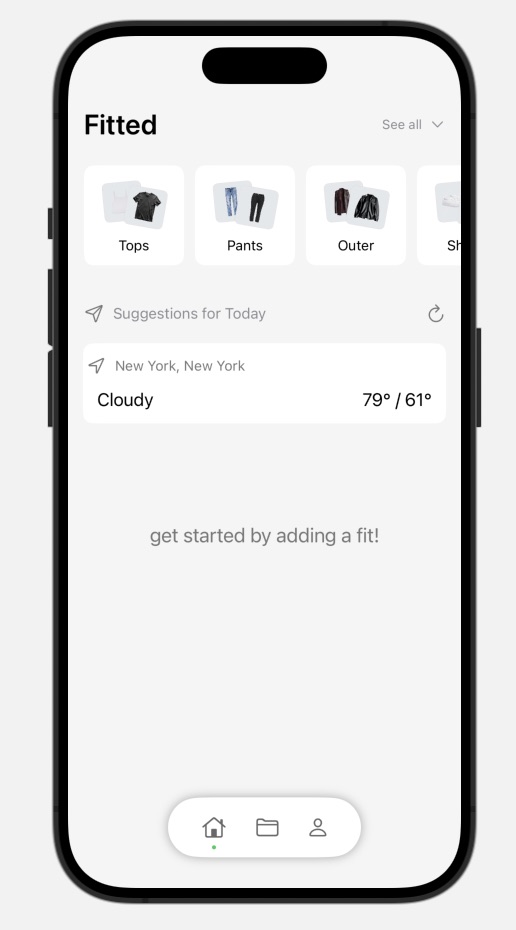 Fitted
See all
Tops
Pants
Outer
Sh
Suggestions for Today
New York, New York
Cloudy
79° / 61°
get started by adding a fit!